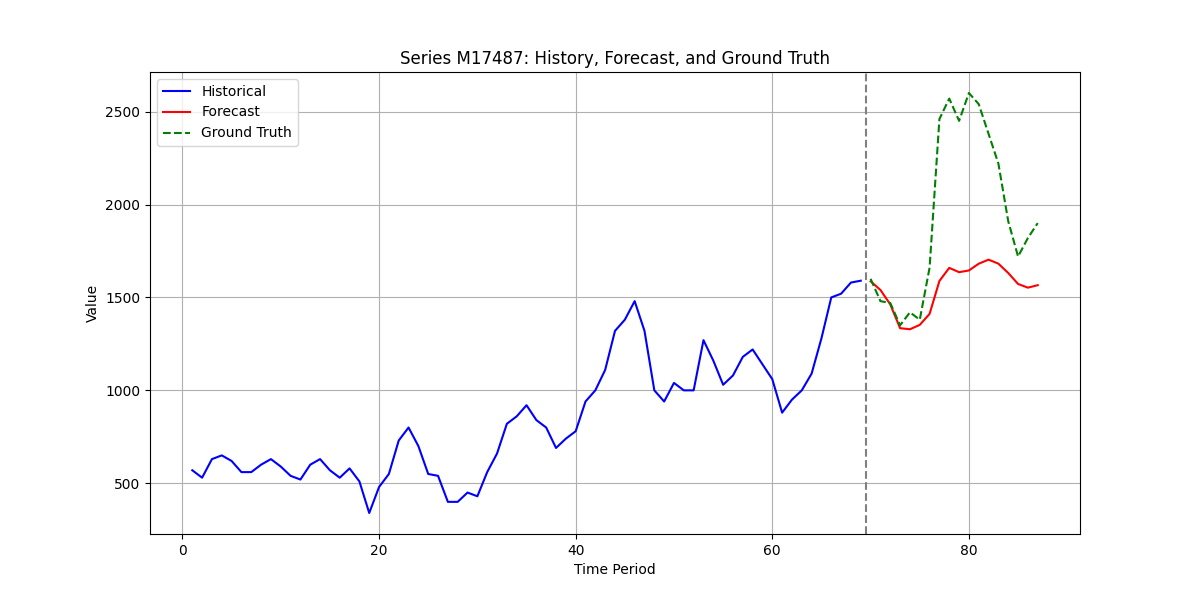 Series M17487: History, Forecast, and Ground Truth
Historical
Forecast
Ground Truth
2500
2000
1500
1000
500
Value
0 20 40 60 80
Time Period